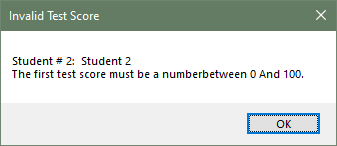 Invalid Test Score
Student # 2:  Student 2
The first test score must be a numberbetween 0 And 100.
OK